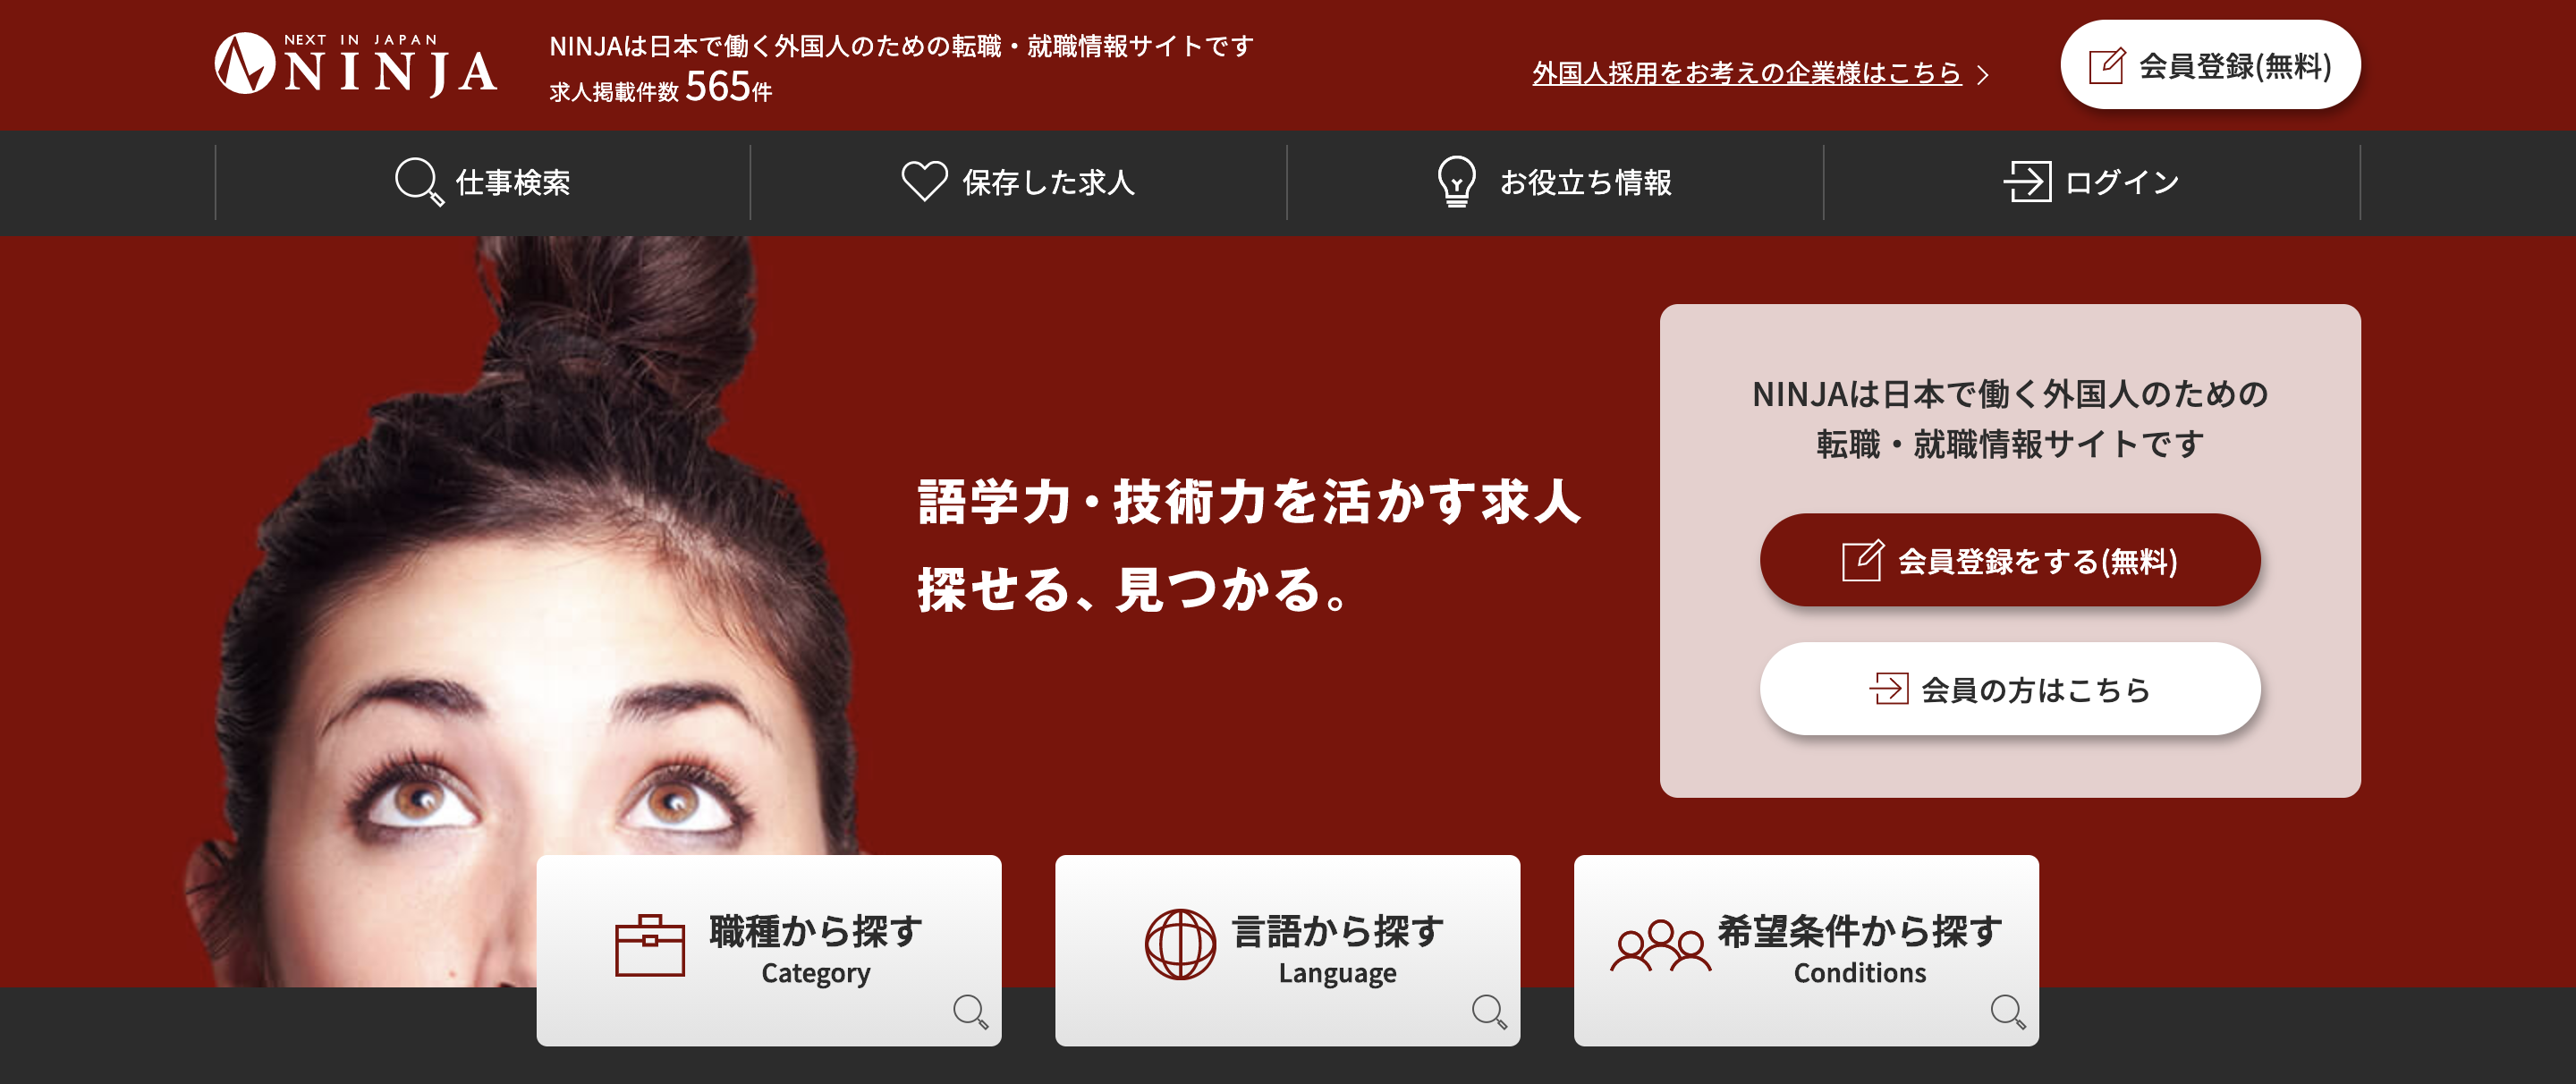 NEXT IN JAPAN
NINJA
NINJAは日本で働く外国人のための転職・就職情報サイトです
求人掲載件数 565件
外国人採用をお考えの企業様はこちら
会員登録(無料)
仕事検索
保存した求人
お役立ち情報
ログイン
語学力・技術力を活かす求人
探せる、見つかる。
NINJAは日本で働く外国人のための
転職・就職情報サイトです
会員登録をする(無料)
会員の方はこちら
職種から探す
Category
言語から探す
Language
希望条件から探す
Conditions